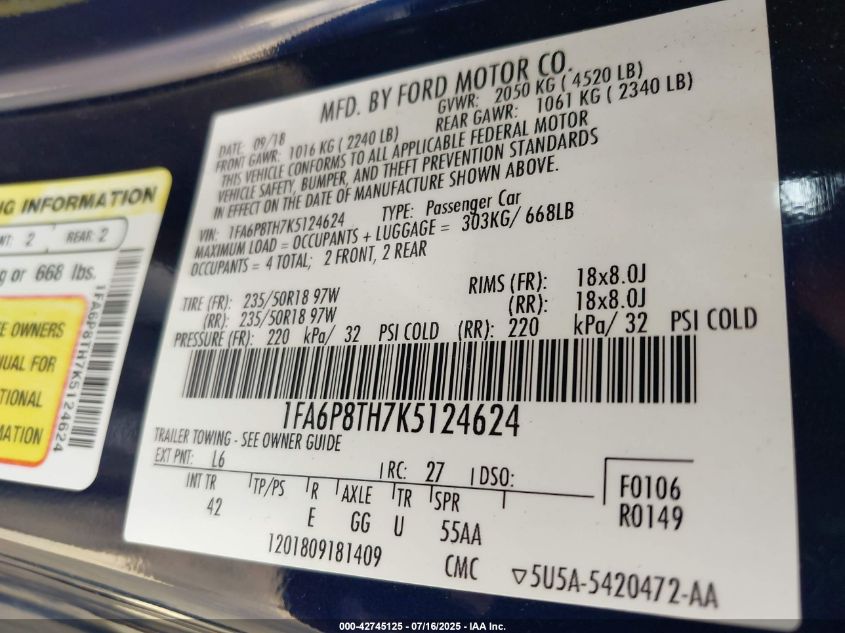 MFD. BY FORD MOTOR CO.
DATE: 09/18 GVWR: 2050 KG ( 4520 LB)
FRONT GAWR: 1016 KG ( 2240 LB) REAR GAWR: 1061 KG ( 2340 LB)
THIS VEHICLE CONFORMS TO ALL APPLICABLE FEDERAL MOTOR
VEHICLE SAFETY, BUMPER, AND THEFT PREVENTION STANDARDS
IN EFFECT ON THE DATE OF MANUFACTURE SHOWN ABOVE.
VIN: 1FA6P8TH7K5124624 TYPE: Passenger Car
MAXIMUM LOAD = OCCUPANTS + LUGGAGE = 303KG/ 668LB
OCCUPANTS = 4 TOTAL; 2 FRONT, 2 REAR
TIRE (FR): 235/50R18 97W RIMS (FR): 18x8.0J
(RR): 235/50R18 97W (RR): 18x8.0J
PRESSURE (FR): 220 kPa/ 32 PSI COLD (RR): 220 kPa/ 32 PSI COLD
1FA6P8TH7K5124624
TRAILER TOWING - SEE OWNER GUIDE
EXT PNT: L6 RC: 27 DSO:
INT TR TP/PS R AXLE TR SPR
42 E GG U 55AA
F0106
R0149
1201809181409 CMC
▽5U5A-5420472-AA
NG INFORMATION
NT: 2 REAR: 2
g or 668 lbs.
E OWNERS
NUAL FOR
TIONAL
MATION
1FA6P8TH7K5124624
000-42745125 - 07/16/2025 - IAA Inc.